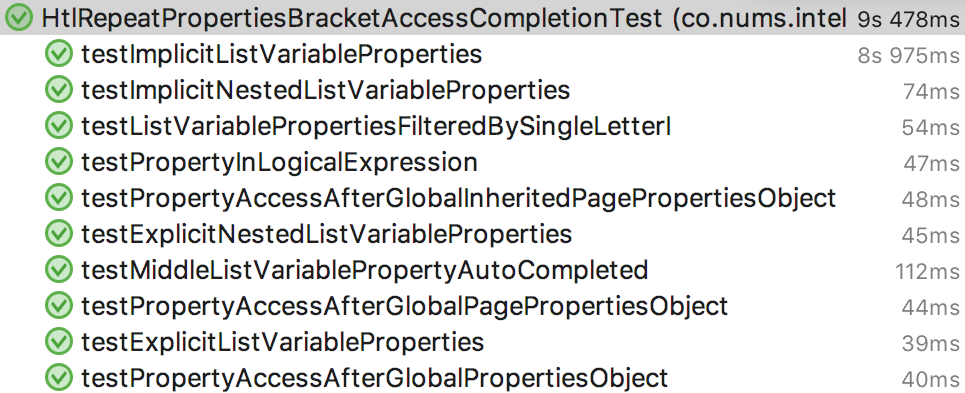 HtlRepeatPropertiesBracketAccessCompletionTest (co.nums.intel 9s 478ms
testImplicitListVariableProperties 8s 975ms
testImplicitNestedListVariableProperties 74ms
testListVariablePropertiesFilteredBySingleLetterI 54ms
testPropertyInLogicalExpression 47ms
testPropertyAccessAfterGlobalInheritedPagePropertiesObject 48ms
testExplicitNestedListVariableProperties 45ms
testMiddleListVariablePropertyAutoCompleted 112ms
testPropertyAccessAfterGlobalPagePropertiesObject 44ms
testExplicitListVariableProperties 39ms
testPropertyAccessAfterGlobalPropertiesObject 40ms